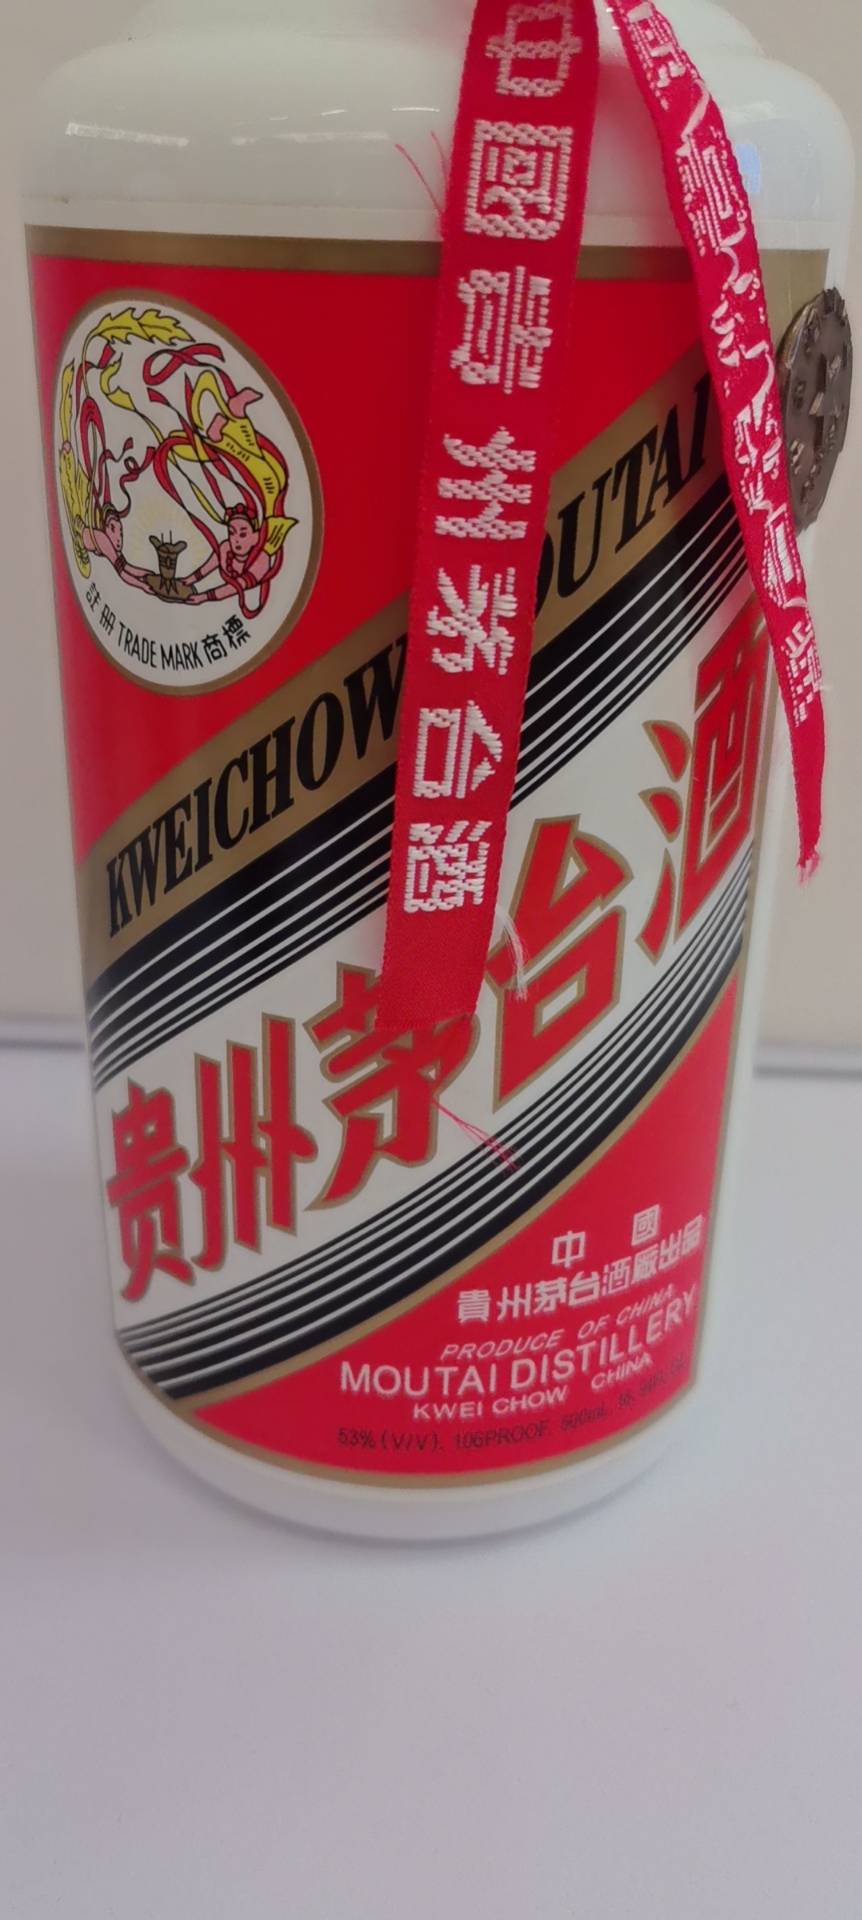 中國貴州茅台酒
註冊 TRADE MARK 商標
KWEICHOW OUTAI
贵州茅台酒
中國
貴州茅台酒廠出品
PRODUCE OF CHINA
MOUTAI DISTILLERY
KWEI CHOW CHINA
53% (V/V). 106PROOF. 500mL.